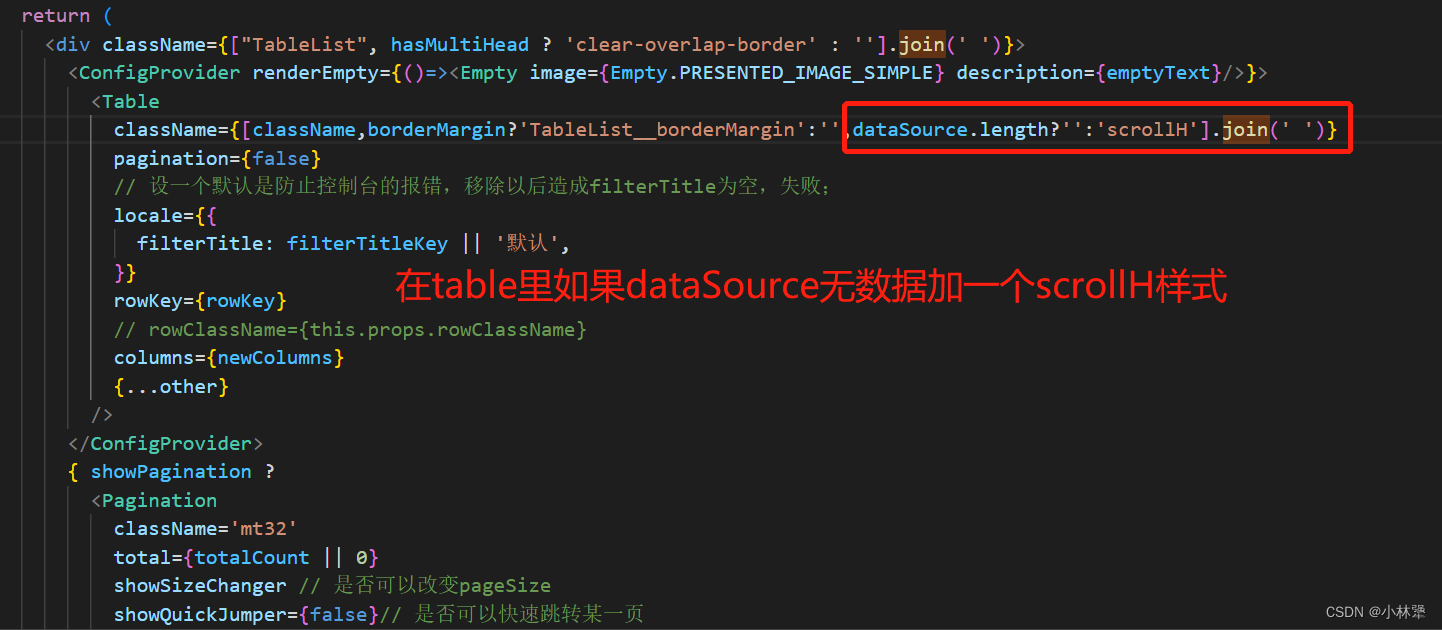 return (
<div className={["TableList", hasMultiHead ? 'clear-overlap-border' : ''].join(' ')}>
<ConfigProvider renderEmpty={()=><Empty image={Empty.PRESENTED_IMAGE_SIMPLE} description={emptyText}/>}>
<Table
className={[className,borderMargin?'TableList__borderMargin':'',dataSource.length?'':'scrollH'].join(' ')}
pagination={false}
// 设一个默认是防止控制台的报错，移除以后造成filterTitle为空，失败；
locale={{
filterTitle: filterTitleKey || '默认',
}}
在table里如果dataSource无数据加一个scrollH样式
rowKey={rowKey}
// rowClassName={this.props.rowClassName}
columns={newColumns}
{...other}
/>
</ConfigProvider>
{ showPagination ?
<Pagination
className='mt32'
total={totalCount || 0}
showSizeChanger // 是否可以改变pageSize
showQuickJumper={false}// 是否可以快速跳转某一页
CSDN @小林犟